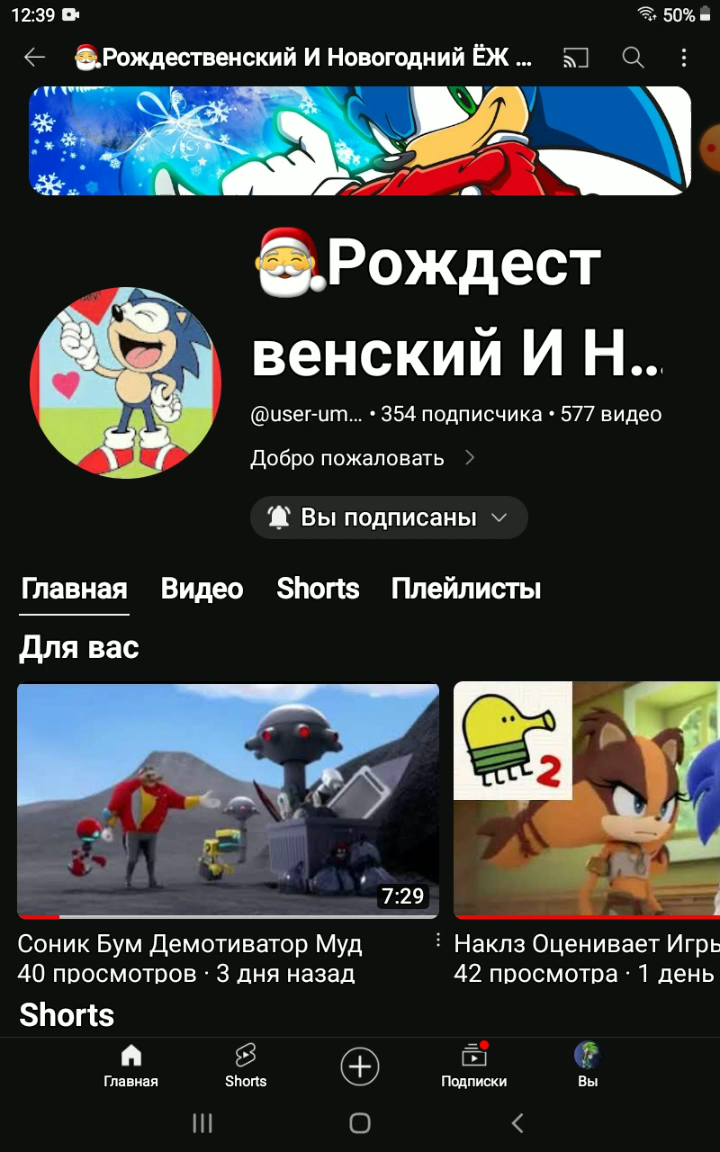 12:39
50%
🎅Рождественский И Новогодний ЁЖ ...
🎅Рождест
венский И Н...
@user-um... • 354 подписчика • 577 видео
Добро пожаловать
Вы подписаны
Главная Видео Shorts Плейлисты
Для вас
2
7:29
Соник Бум Демотиватор Муд
40 просмотров · 3 дня назад
Наклз Оценивает Игры
42 просмотра · 1 день
Shorts
Главная Shorts Подписки Вы